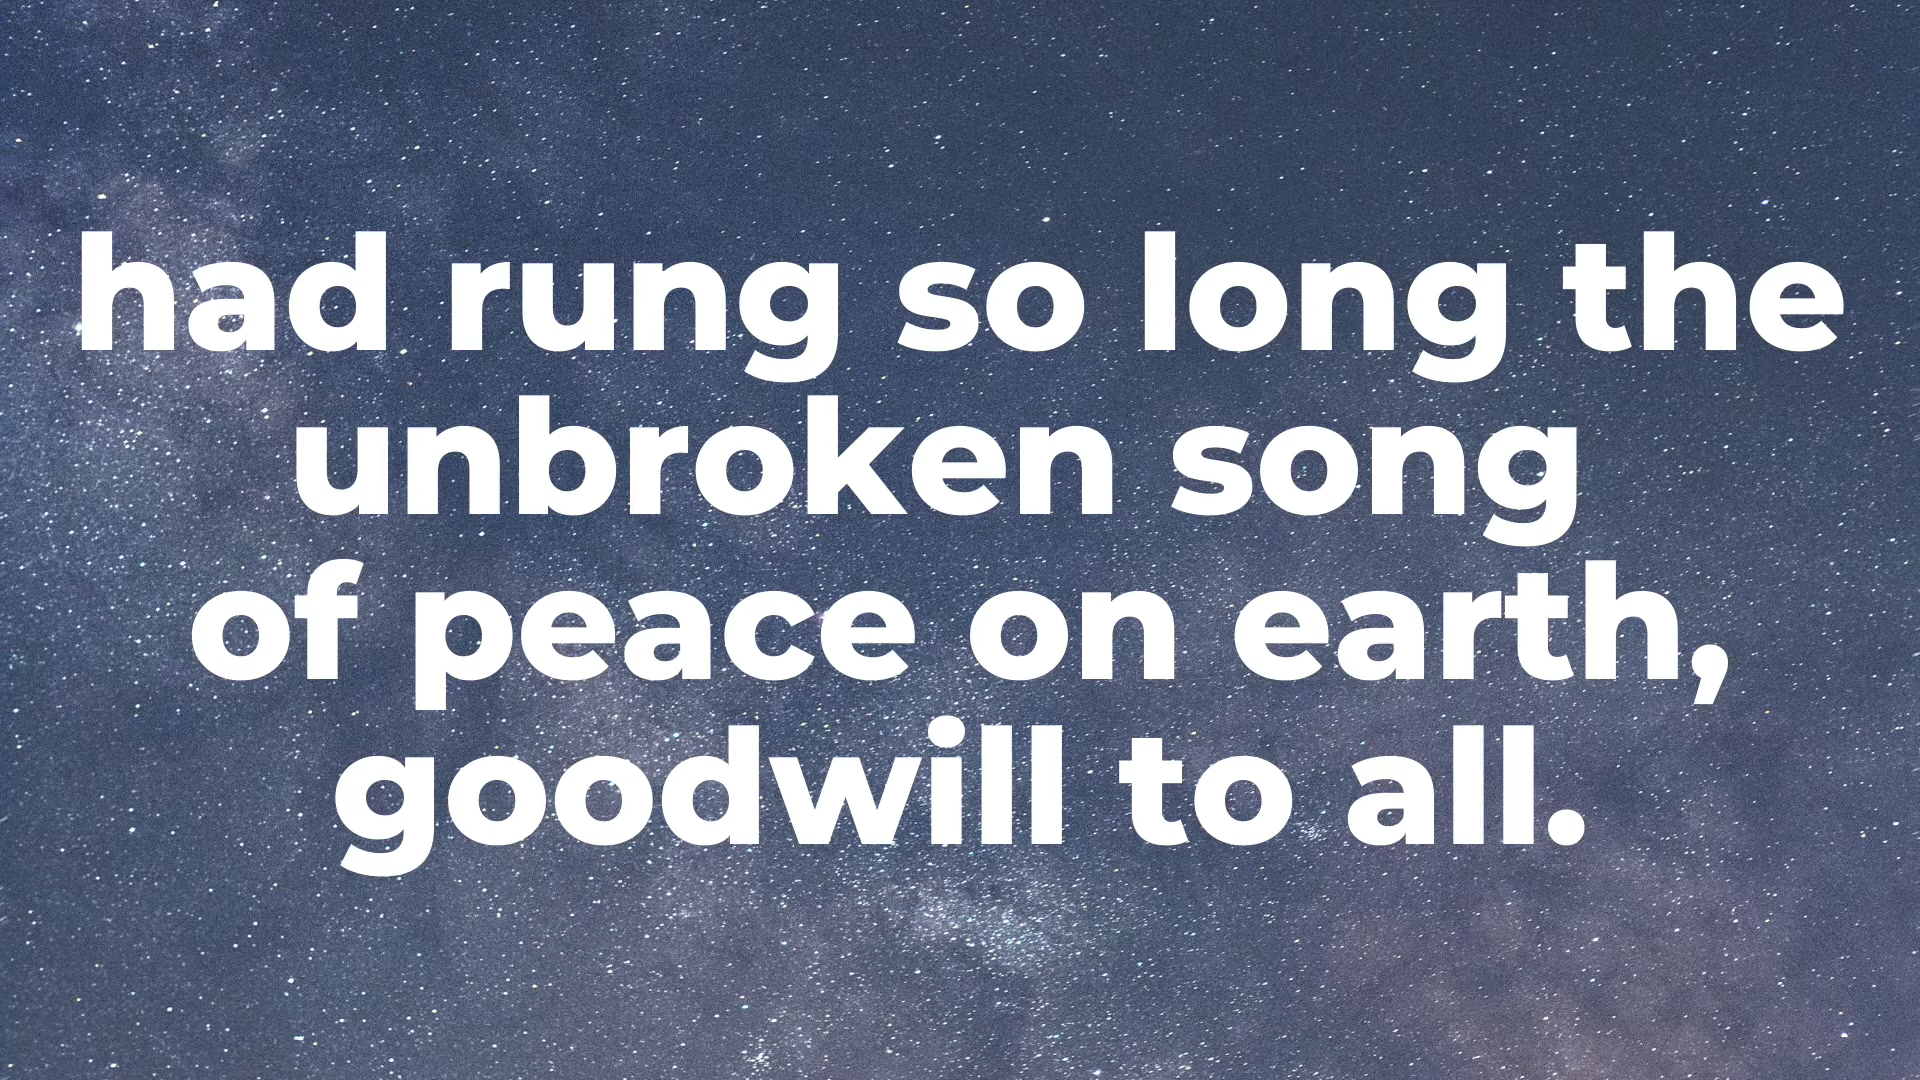 had rung so long the
unbroken song
of peace on earth,
goodwill to all.